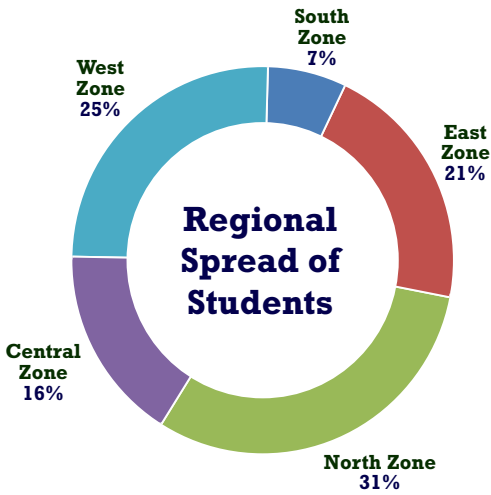 South
Zone
7%
West
Zone
25%
East
Zone
21%
Regional
Spread of
Students
Central
Zone
16%
North Zone
31%